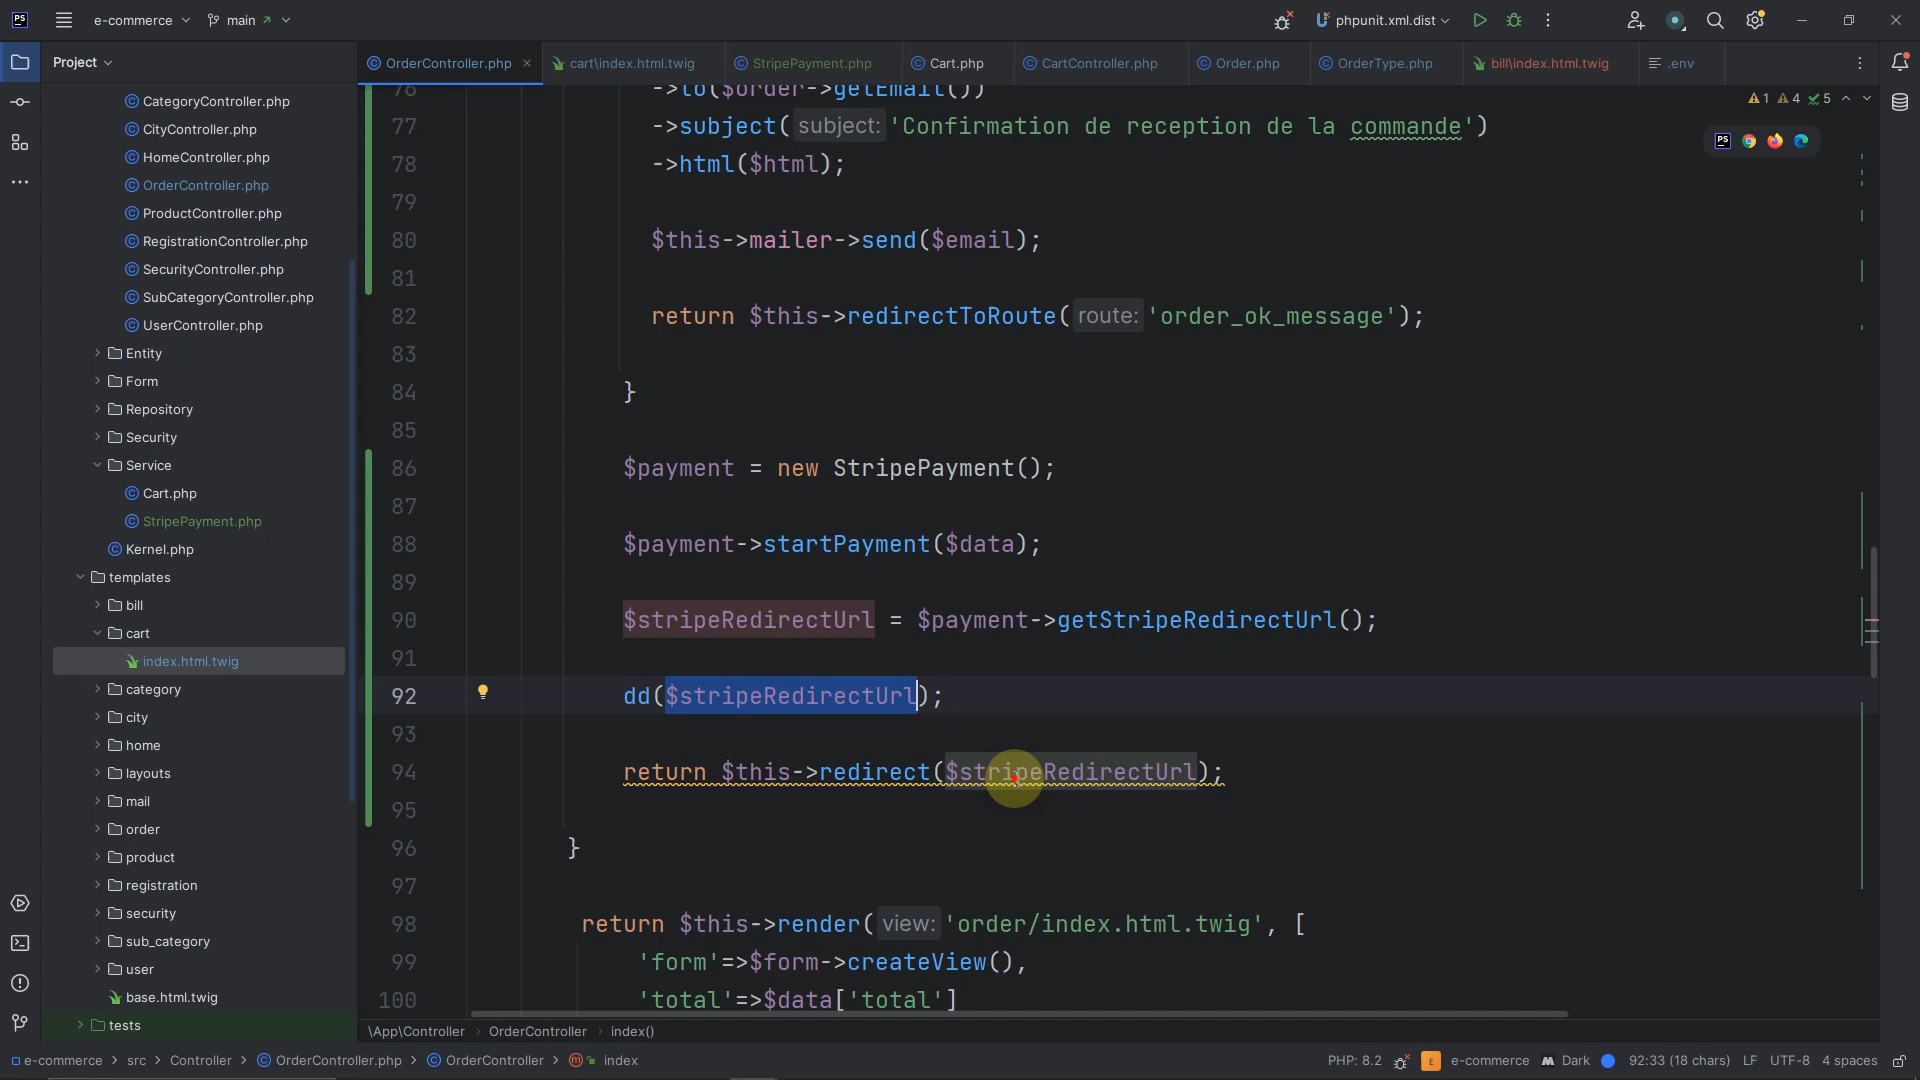 PS
e-commerce
main
phpunit.xml.dist
Project
OrderController.php
cart\index.html.twig
StripePayment.php
Cart.php
CartController.php
Order.php
OrderType.php
bill\index.html.twig
.env
CategoryController.php
CityController.php
HomeController.php
OrderController.php
ProductController.php
RegistrationController.php
SecurityController.php
SubCategoryController.php
UserController.php
Entity
Form
Repository
Security
Service
Cart.php
StripePayment.php
Kernel.php
templates
bill
cart
index.html.twig
category
city
home
layouts
mail
order
product
registration
security
sub_category
user
base.html.twig
tests
1 4 5
PS
76 ->to($order->getEmail())
77 ->subject( subject: 'Confirmation de reception de la commande')
78 ->html($html);
79
80 $this->mailer->send($email);
81
82 return $this->redirectToRoute( route: 'order_ok_message');
83
84 }
85
86 $payment = new StripePayment();
87
88 $payment->startPayment($data);
89
90 $stripeRedirectUrl = $payment->getStripeRedirectUrl();
91
92 dd($stripeRedirectUrl);
93
94 return $this->redirect($stripeRedirectUrl);
95
96 }
97
98 return $this->render( view: 'order/index.html.twig', [
99 'form'=>$form->createView(),
100 'total'=>$data['total']
\App\Controller > OrderController > index()
e-commerce > src > Controller > OrderController.php > OrderController > index
PHP: 8.2
E
e-commerce
Dark
92:33 (18 chars)
LF
UTF-8
4 spaces